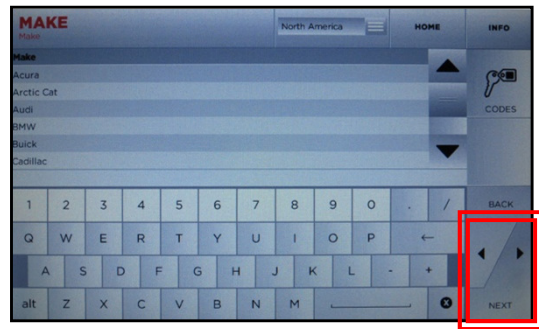 MAKE
Make
North America
HOME
INFO
Make
Acura
Arctic Cat
Audi
BMW
Buick
Cadillac
CODES
1 2 3 4 5 6 7 8 9 0 . /
BACK
Q W E R T Y U I O P ←
A S D F G H J K L - +
alt Z X C V B N M
NEXT